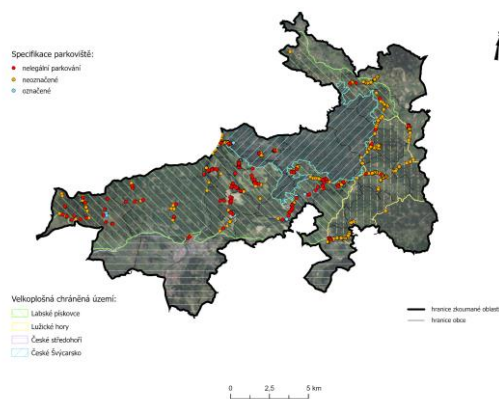 Specifikace parkoviště:
nelegální parkování
neoznačené
označené
Velkoplošná chráněná území:
Labské pískovce
Lužické hory
České středohoří
České Švýcarsko
hranice zkoumané oblasti
hranice obce
0 2,5 5 km